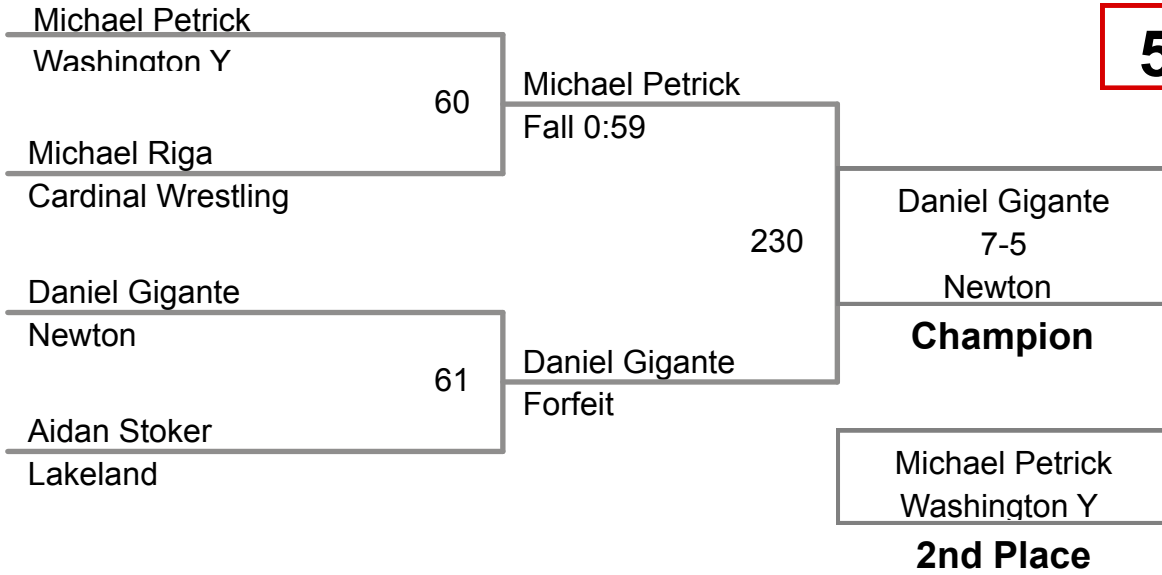 Michael Petrick
Washington Y
60
Michael Riga
Cardinal Wrestling
Daniel Gigante
Newton
61
Aidan Stoker
Lakeland
Michael Petrick
Fall 0:59
230
Daniel Gigante
Forfeit
5
Daniel Gigante
7-5
Newton
Champion
Michael Petrick
Washington Y
2nd Place